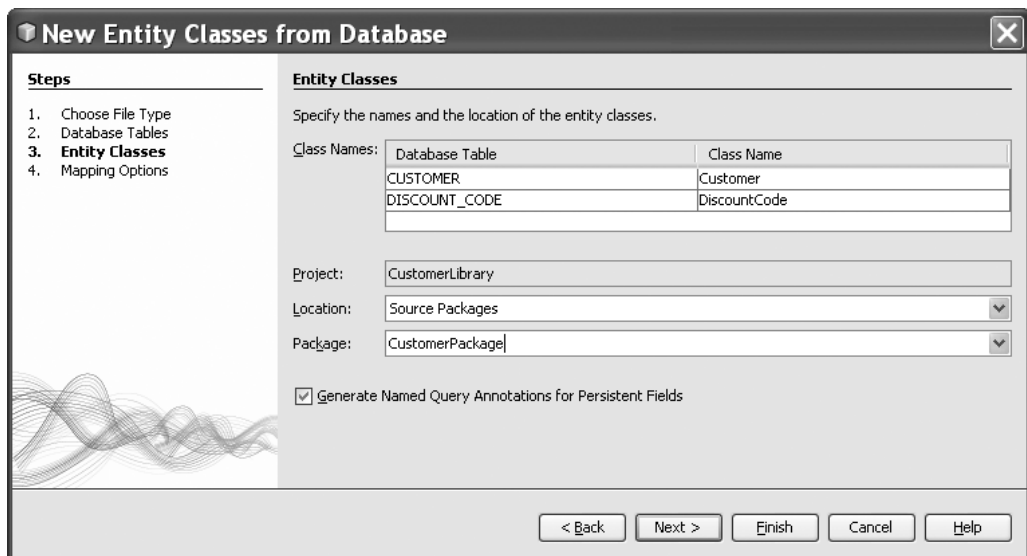 New Entity Classes from Database
Steps
1. Choose File Type
2. Database Tables
3. Entity Classes
4. Mapping Options
Entity Classes
Specify the names and the location of the entity classes.
Class Names:
Database Table Class Name
CUSTOMER Customer
DISCOUNT_CODE DiscountCode
Project: CustomerLibrary
Location: Source Packages
Package: CustomerPackage
Generate Named Query Annotations for Persistent Fields
< Back Next > Finish Cancel Help